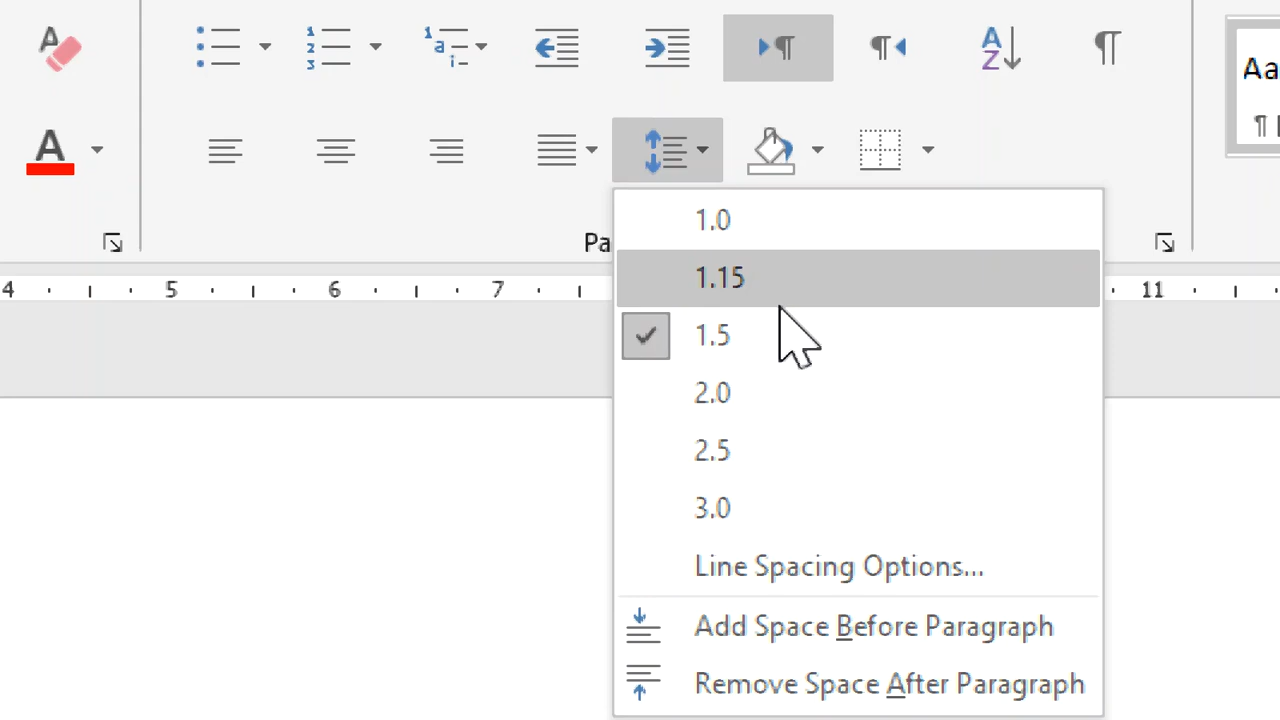 Aa
¶
Pa
4 5 6 7 11
1.0
1.15
1.5
2.0
2.5
3.0
Line Spacing Options...
Add Space Before Paragraph
Remove Space After Paragraph